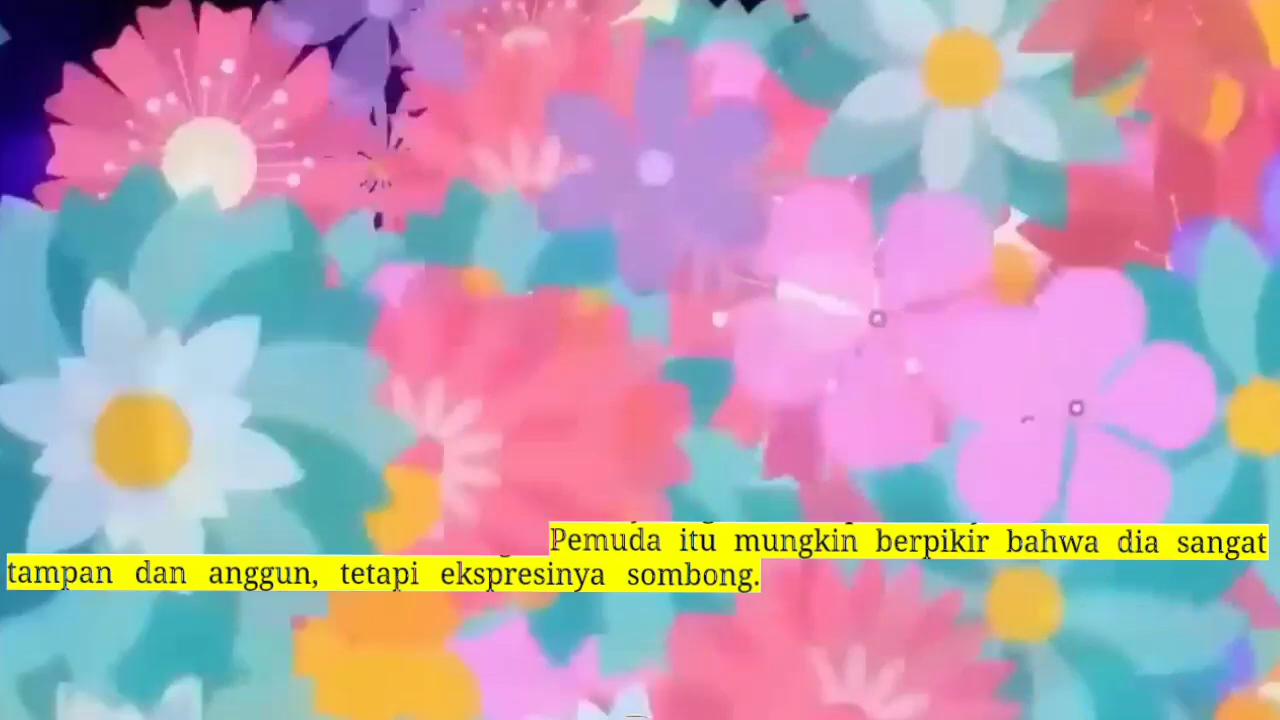 Pemuda itu mungkin berpikir bahwa dia sangat
tampan dan anggun, tetapi ekspresinya sombong.